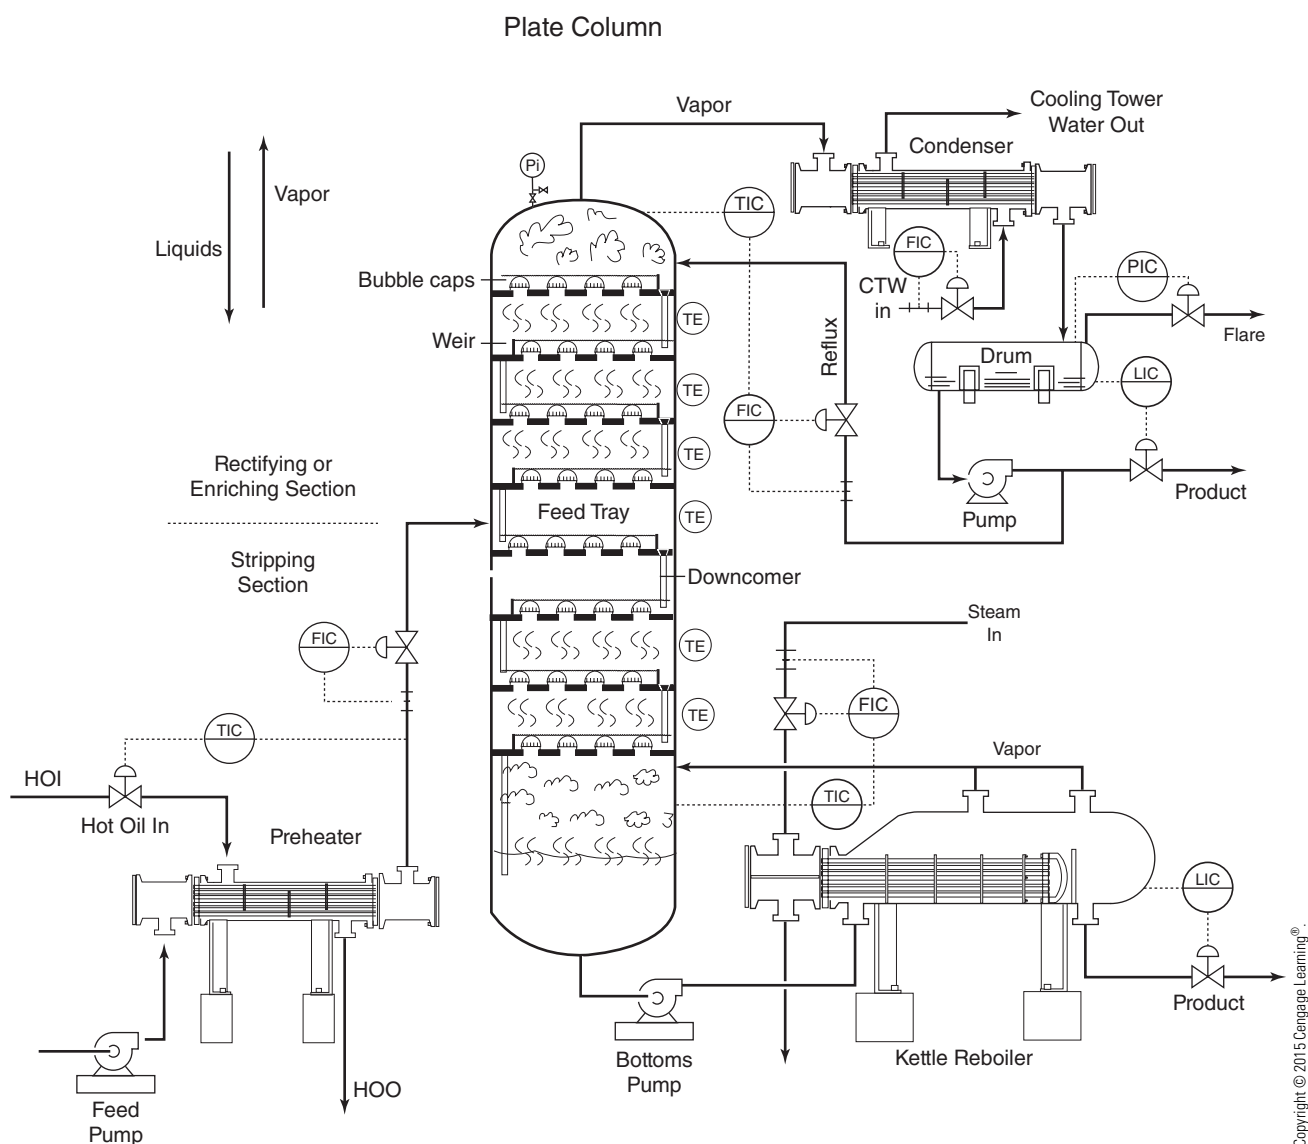 Plate Column
Vapor
Cooling Tower
Water Out
Condenser
Pi
Vapor
Liquids
TIC
FIC
PIC
CTW
in
Bubble caps
TE
Weir
Reflux
Flare
Drum
LIC
TE
FIC
TE
Rectifying or
Enriching Section
Product
Pump
Feed Tray
TE
Stripping
Section
Downcomer
Steam
In
FIC
TE
FIC
TE
TIC
Vapor
HOI
Hot Oil In
TIC
Preheater
LIC
Product
Bottoms
Pump
Kettle Reboiler
HOO
Feed
Pump
Copyright © 2015 Cengage Learning®.